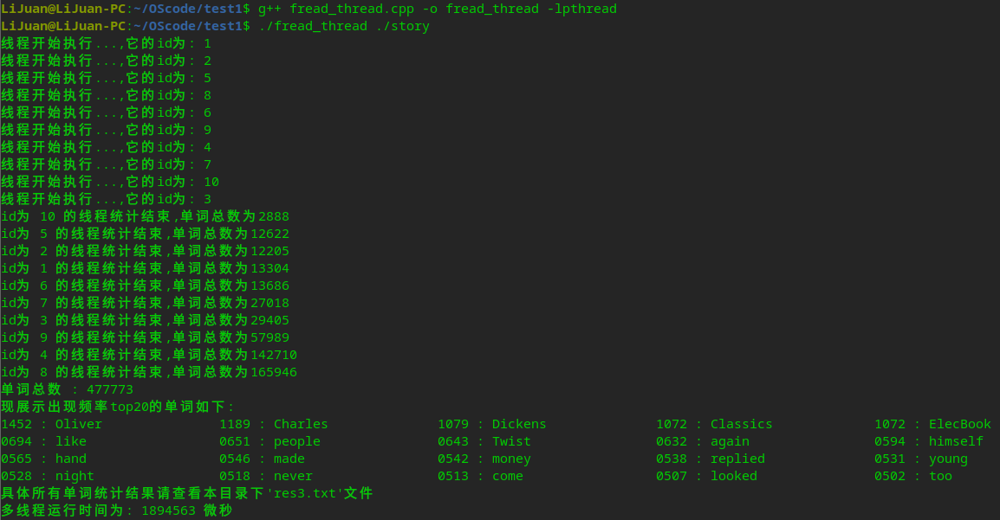 LiJuan@LiJuan-PC:~/OScode/test1$ g++ fread_thread.cpp -o fread_thread -lpthread
LiJuan@LiJuan-PC:~/OScode/test1$ ./fread_thread ./story
线程开始执行...,它的id为: 1
线程开始执行...,它的id为: 2
线程开始执行...,它的id为: 5
线程开始执行...,它的id为: 8
线程开始执行...,它的id为: 6
线程开始执行...,它的id为: 9
线程开始执行...,它的id为: 4
线程开始执行...,它的id为: 7
线程开始执行...,它的id为: 10
线程开始执行...,它的id为: 3
id为 10 的线程统计结束,单词总数为2888
id为 5 的线程统计结束,单词总数为12622
id为 2 的线程统计结束,单词总数为12205
id为 1 的线程统计结束,单词总数为13304
id为 6 的线程统计结束,单词总数为13686
id为 7 的线程统计结束,单词总数为27018
id为 3 的线程统计结束,单词总数为29405
id为 9 的线程统计结束,单词总数为57989
id为 4 的线程统计结束,单词总数为142710
id为 8 的线程统计结束,单词总数为165946
单词总数 : 477773
现展示出现频率top20的单词如下:
1452 : Oliver 1189 : Charles 1079 : Dickens 1072 : Classics 1072 : ElecBook
0694 : like 0651 : people 0643 : Twist 0632 : again 0594 : himself
0565 : hand 0546 : made 0542 : money 0538 : replied 0531 : young
0528 : night 0518 : never 0513 : come 0507 : looked 0502 : too
具体所有单词统计结果请查看本目录下'res3.txt'文件
多线程运行时间为: 1894563 微秒